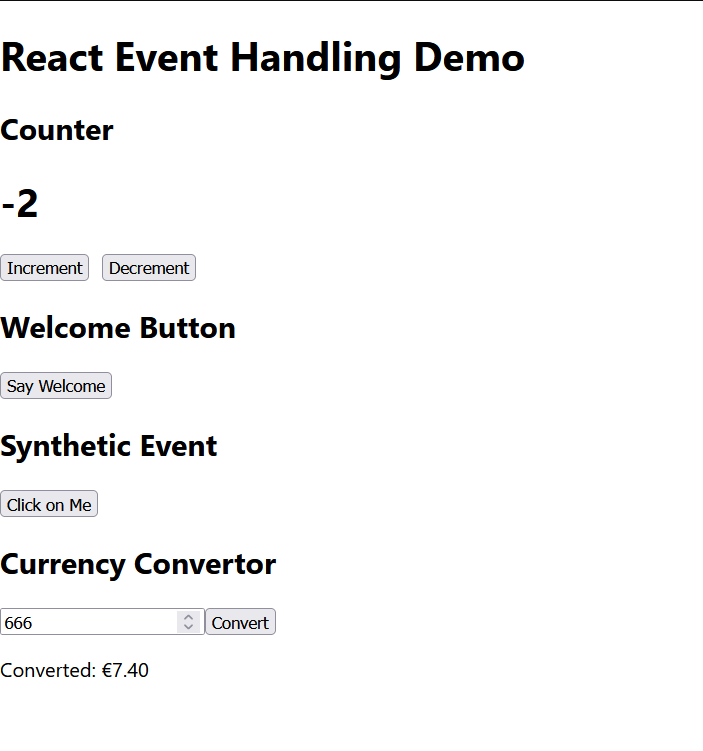 React Event Handling Demo
Counter
-2
Increment Decrement
Welcome Button
Say Welcome
Synthetic Event
Click on Me
Currency Convertor
666 Convert
Converted: €7.40